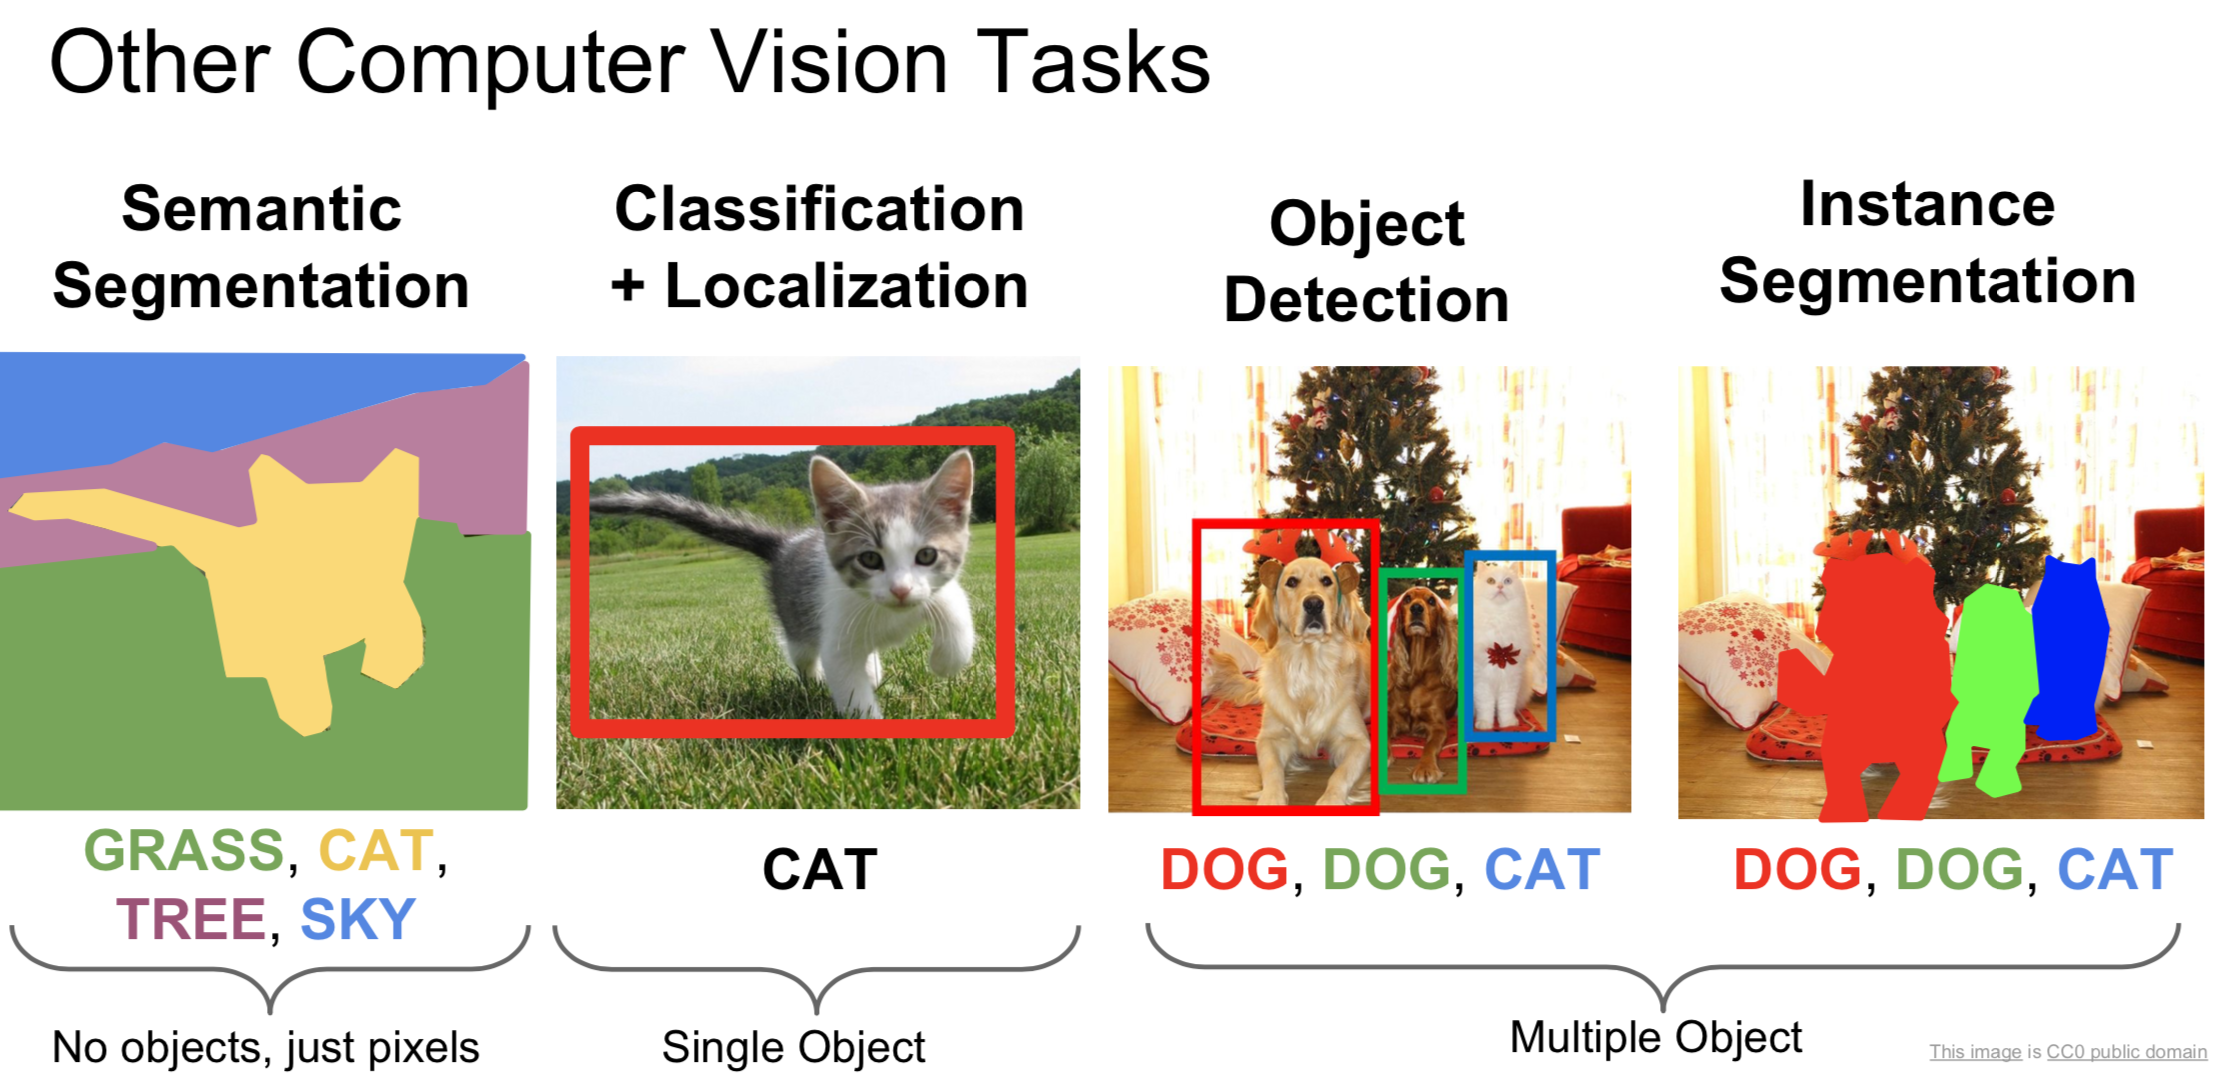 Other Computer Vision Tasks
Semantic
Segmentation
Classification
+ Localization
Object
Detection
Instance
Segmentation
GRASS, CAT,
TREE, SKY
CAT
DOG, DOG, CAT
DOG, DOG, CAT
No objects, just pixels
Single Object
Multiple Object
This image is CC0 public domain